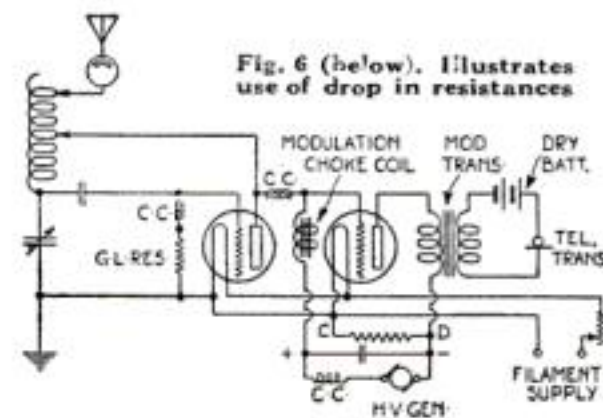 Fig. 6 (below). Illustrates
use of drop in resistances
MODULATION
CHOKE COIL
MOD
TRANS.
DRY
BATT.
C C
C C
G·L·RES
TEL.
TRANS
C
D
+
−
C C
H·V·GEN·
FILAMENT
SUPPLY